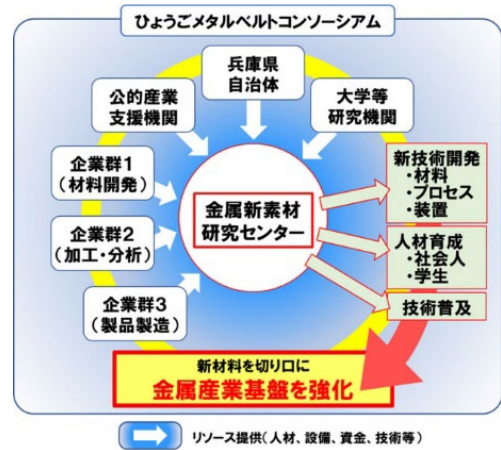 ひょうごメタルベルトコンソーシアム
兵庫県
自治体
公的産業
支援機関
大学等
研究機関
企業群1
（材料開発）
企業群2
（加工・分析）
企業群3
（製品製造）
金属新素材
研究センター
新技術開発
・材料
・プロセス
・装置
人材育成
・社会人
・学生
技術普及
新材料を切り口に
金属産業基盤を強化
リソース提供（人材、設備、資金、技術等）